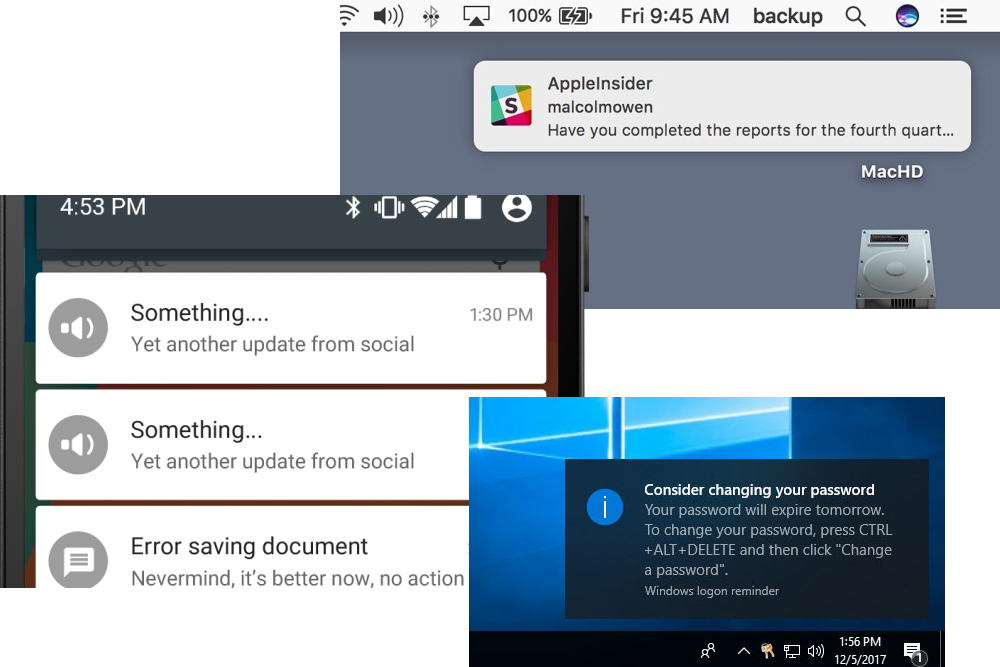 100%
Fri 9:45 AM
backup
S
AppleInsider
malcolmowen
Have you completed the reports for the fourth quart...
MacHD
4:53 PM
Google
Something....
1:30 PM
Yet another update from social
Something...
Yet another update from social
Error saving document
Nevermind, it's better now, no action
Consider changing your password
Your password will expire tomorrow.
To change your password, press CTRL
+ALT+DELETE and then click "Change
a password".
Windows logon reminder
1:56 PM
12/5/2017
1